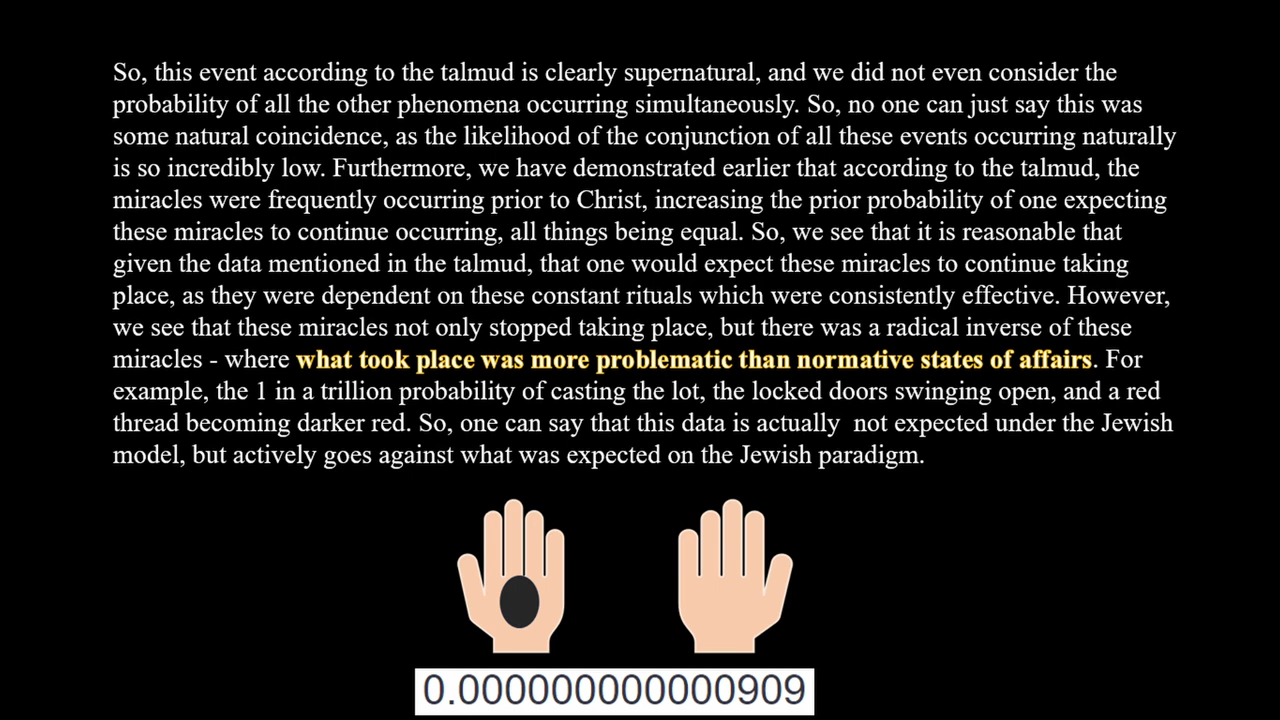 So, this event according to the talmud is clearly supernatural, and we did not even consider the
probability of all the other phenomena occurring simultaneously. So, no one can just say this was
some natural coincidence, as the likelihood of the conjunction of all these events occurring naturally
is so incredibly low. Furthermore, we have demonstrated earlier that according to the talmud, the
miracles were frequently occurring prior to Christ, increasing the prior probability of one expecting
these miracles to continue occurring, all things being equal. So, we see that it is reasonable that
given the data mentioned in the talmud, that one would expect these miracles to continue taking
place, as they were dependent on these constant rituals which were consistently effective. However,
we see that these miracles not only stopped taking place, but there was a radical inverse of these
miracles - where what took place was more problematic than normative states of affairs. For
example, the 1 in a trillion probability of casting the lot, the locked doors swinging open, and a red
thread becoming darker red. So, one can say that this data is actually  not expected under the Jewish
model, but actively goes against what was expected on the Jewish paradigm.
0.000000000000909